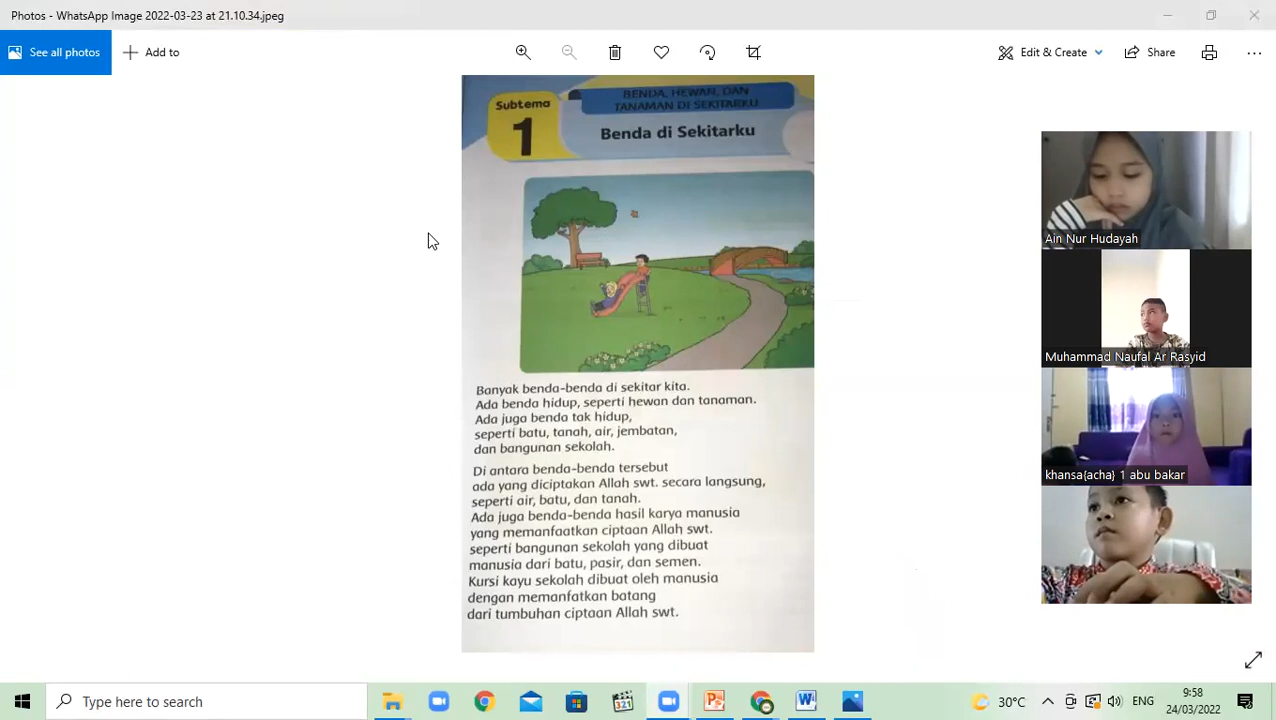 Photos - WhatsApp Image 2022-03-23 at 21.10.34.jpeg
See all photos
Add to
Edit & Create
Share
Subtema
1
BENDA, HEWAN, DAN
TANAMAN DI SEKITARKU
Benda di Sekitarku
Banyak benda-benda di sekitar kita.
Ada benda hidup, seperti hewan dan tanaman.
Ada juga benda tak hidup,
seperti batu, tanah, air, jembatan,
dan bangunan sekolah.
Di antara benda-benda tersebut
ada yang diciptakan Allah swt. secara langsung,
seperti air, batu, dan tanah.
Ada juga benda-benda hasil karya manusia
yang memanfaatkan ciptaan Allah swt.
seperti bangunan sekolah yang dibuat
manusia dari batu, pasir, dan semen.
Kursi kayu sekolah dibuat oleh manusia
dengan memanfatkan batang
dari tumbuhan ciptaan Allah swt.
Ain Nur Hudayah
Muhammad Naufal Ar Rasyid
khansa{acha} 1 abu bakar
Type here to search
321
30°C
ENG
9:58
24/03/2022